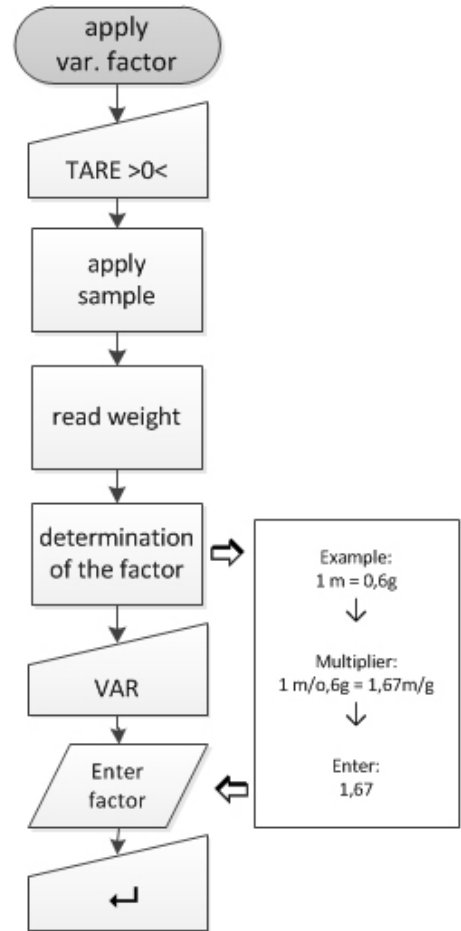 apply
var. factor
TARE >0<
apply
sample
read weight
determination
of the factor
Example:
1 m = 0,6g
↓
Multiplier:
1 m/o,6g = 1,67m/g
↓
Enter:
1,67
VAR
Enter
factor
↵